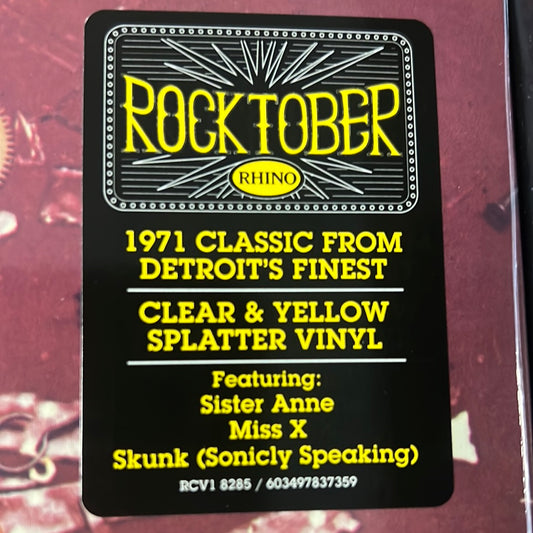 ROCKTOBER
RHINO
1971 CLASSIC FROM
DETROIT'S FINEST
CLEAR & YELLOW
SPLATTER VINYL
Featuring:
Sister Anne
Miss X
Skunk (Sonicly Speaking)
RCV1 8285 / 603497837359